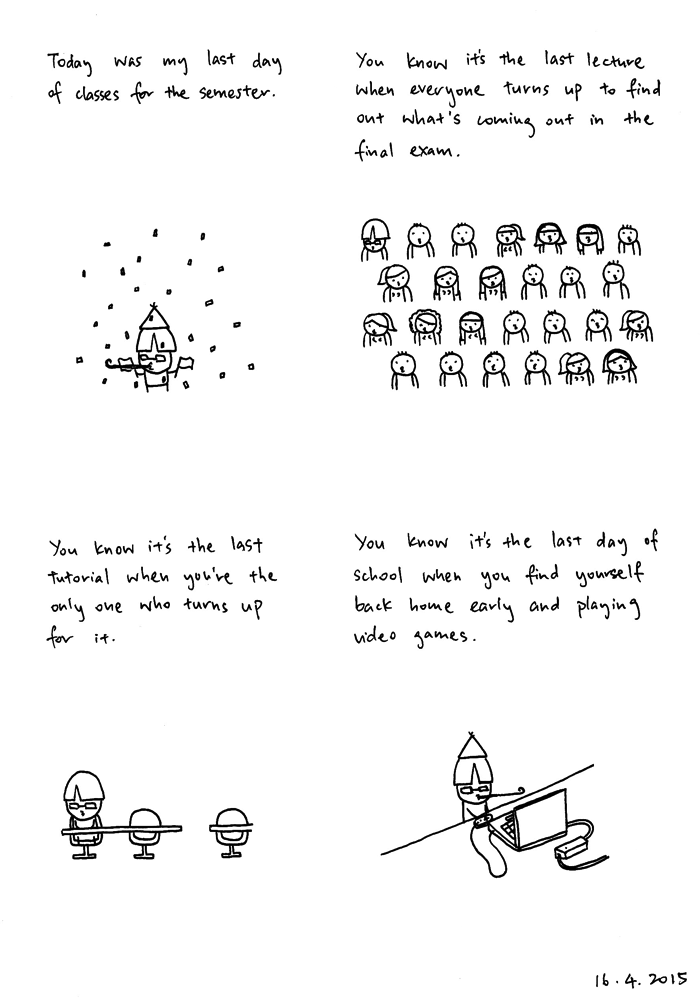 Today was my last day
of classes for the semester.
You know it's the last lecture
when everyone turns up to find
out what's coming out in the
final exam.
You know it's the last
tutorial when you're the
only one who turns up
for it.
You know it's the last day of
school when you find yourself
back home early and playing
video games.
16.4.2015